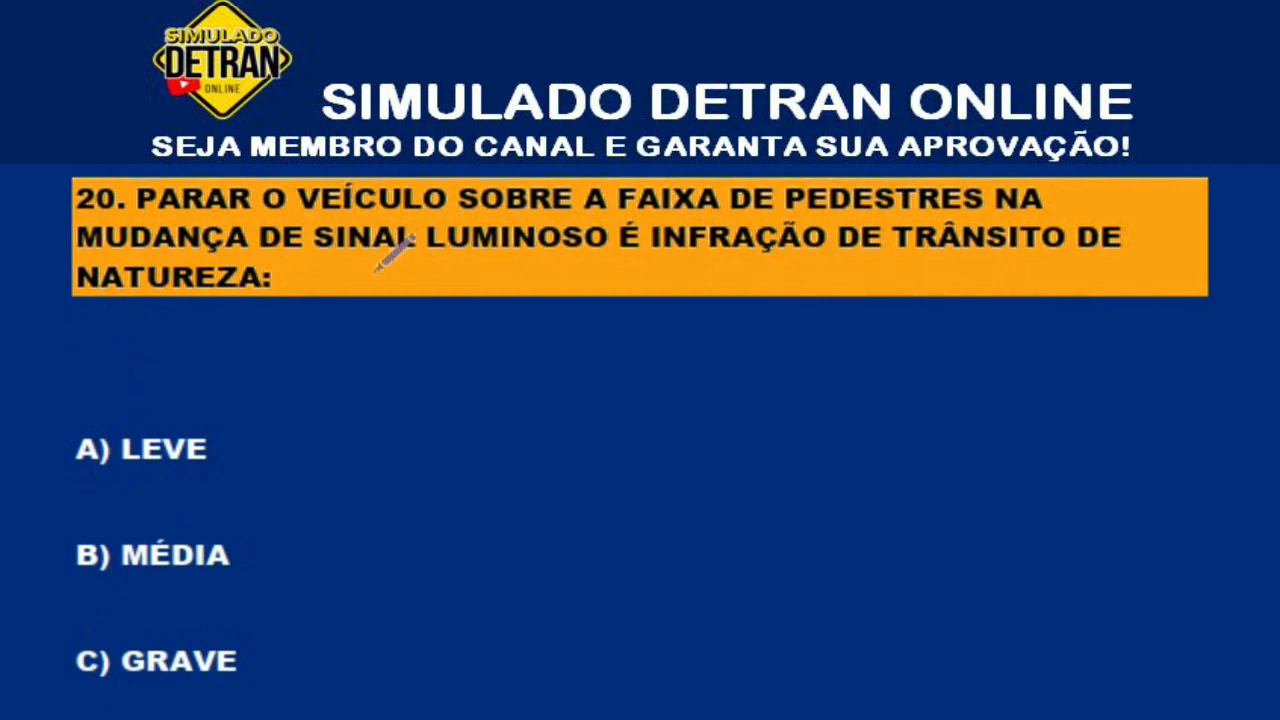 SIMULADO
DETRAN
ONLINE
SIMULADO DETRAN ONLINE
SEJA MEMBRO DO CANAL E GARANTA SUA APROVAÇÃO!
20. PARAR O VEÍCULO SOBRE A FAIXA DE PEDESTRES NA
MUDANÇA DE SINAL LUMINOSO É INFRAÇÃO DE TRÂNSITO DE
NATUREZA:
A) LEVE
B) MÉDIA
C) GRAVE